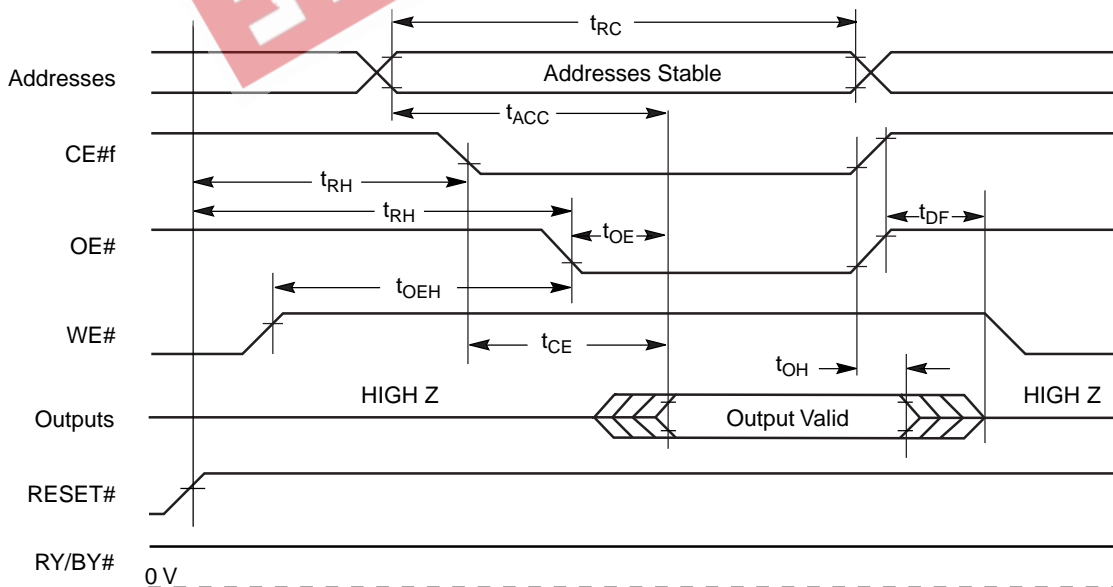 tRC
Addresses
Addresses Stable
tACC
CE#f
tRH
tRH
tDF
OE#
tOE
tOEH
WE#
tCE
tOH
HIGH Z
HIGH Z
Outputs
Output Valid
RESET#
RY/BY#
0 V